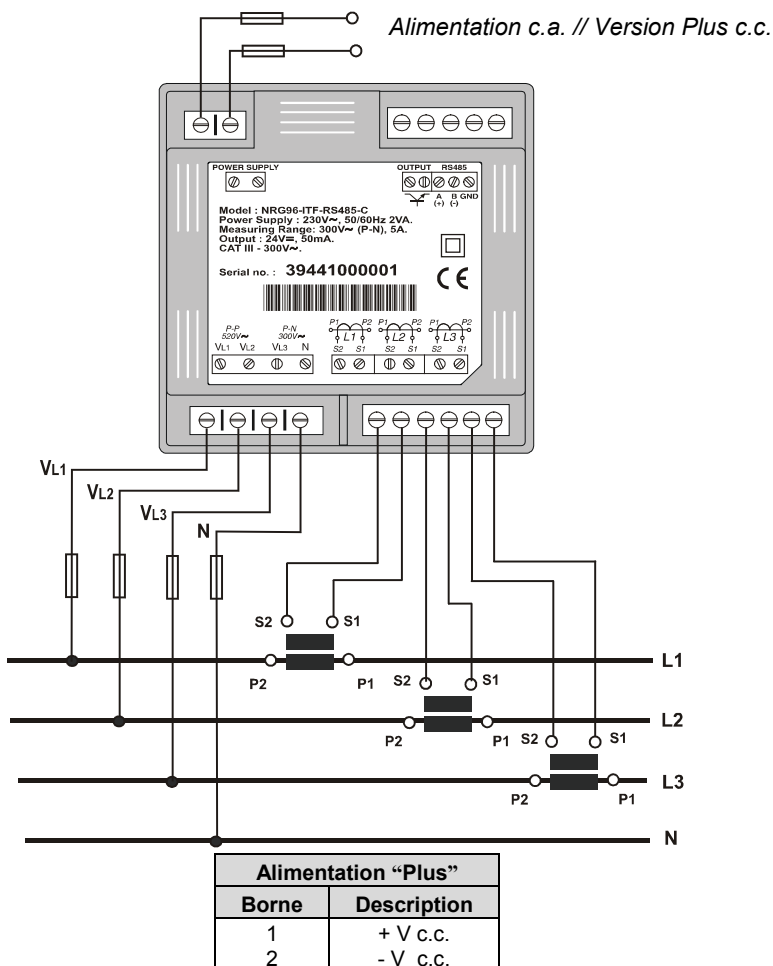 Alimentation c.a. // Version Plus c.c.
POWER SUPPLY
OUTPUT RS485
A B GND
(+) (-)
Model : NRG96-ITF-RS485-C
Power Supply : 230V~, 50/60Hz 2VA.
Measuring Range: 300V~ (P-N), 5A.
Output : 24V⎓, 50mA.
CAT III - 300V~.
Serial no. : 39441000001
CE
P-P P-N
520V~ 300V~
VL1 VL2 VL3 N
P1 P2 P1 P2 P1 P2
L1 L2 L3
S2 S1 S2 S1 S2 S1
VL1
VL2
VL3
N
S2 S1
P2 P1
L1
S2 S1
P2 P1
L2
S2 S1
P2 P1
L3
N
Alimentation “Plus”
Borne Description
1 + V c.c.
2 - V c.c.